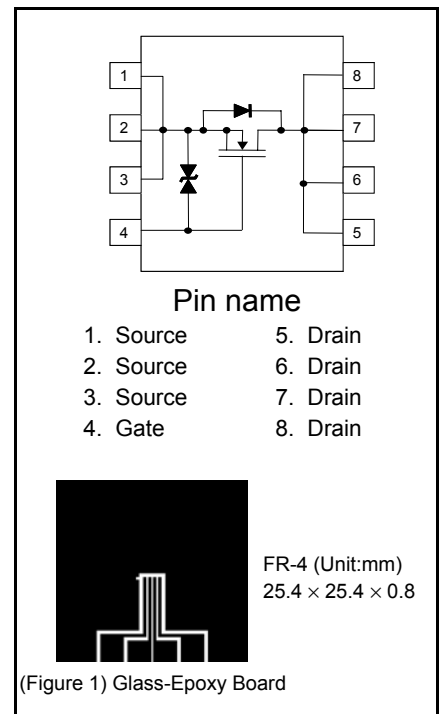 1 8
2 7
3 6
4 5
Pin name
1. Source 5. Drain
2. Source 6. Drain
3. Source 7. Drain
4. Gate 8. Drain
FR-4 (Unit:mm)
25.4 × 25.4 × 0.8
(Figure 1) Glass-Epoxy Board